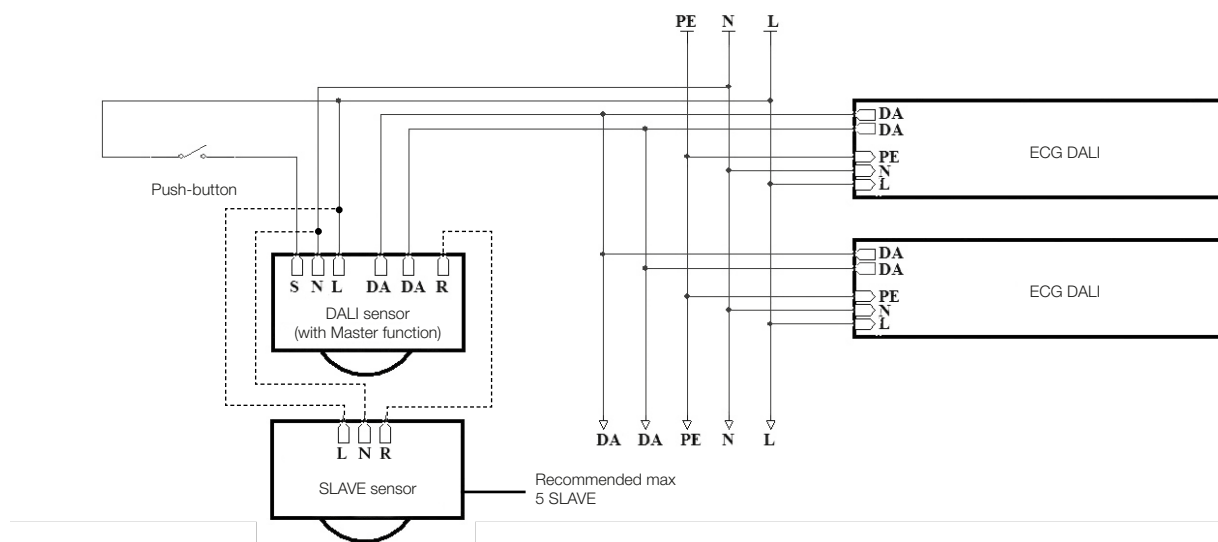 PE N L
DA
DA
ECG DALI
PE
N
L
Push-button
S N L DA DA R
DALI sensor
(with Master function)
DA
DA
ECG DALI
PE
N
L
DA DA PE N L
L N R
SLAVE sensor
Recommended max
5 SLAVE